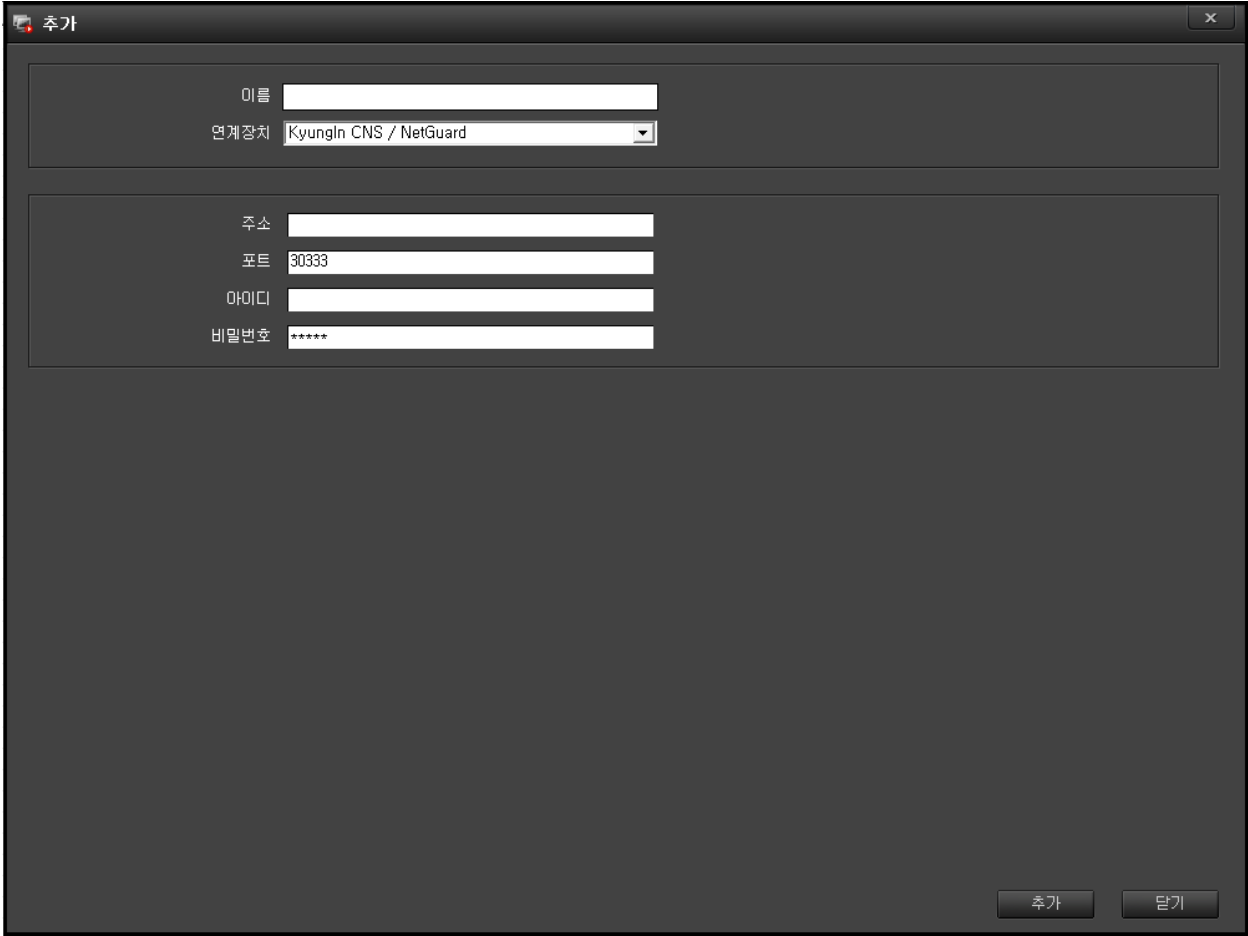 추가
x
이름
연계장치 KyungIn CNS / NetGuard
주소
포트 30333
아이디
비밀번호 *****
추가 닫기